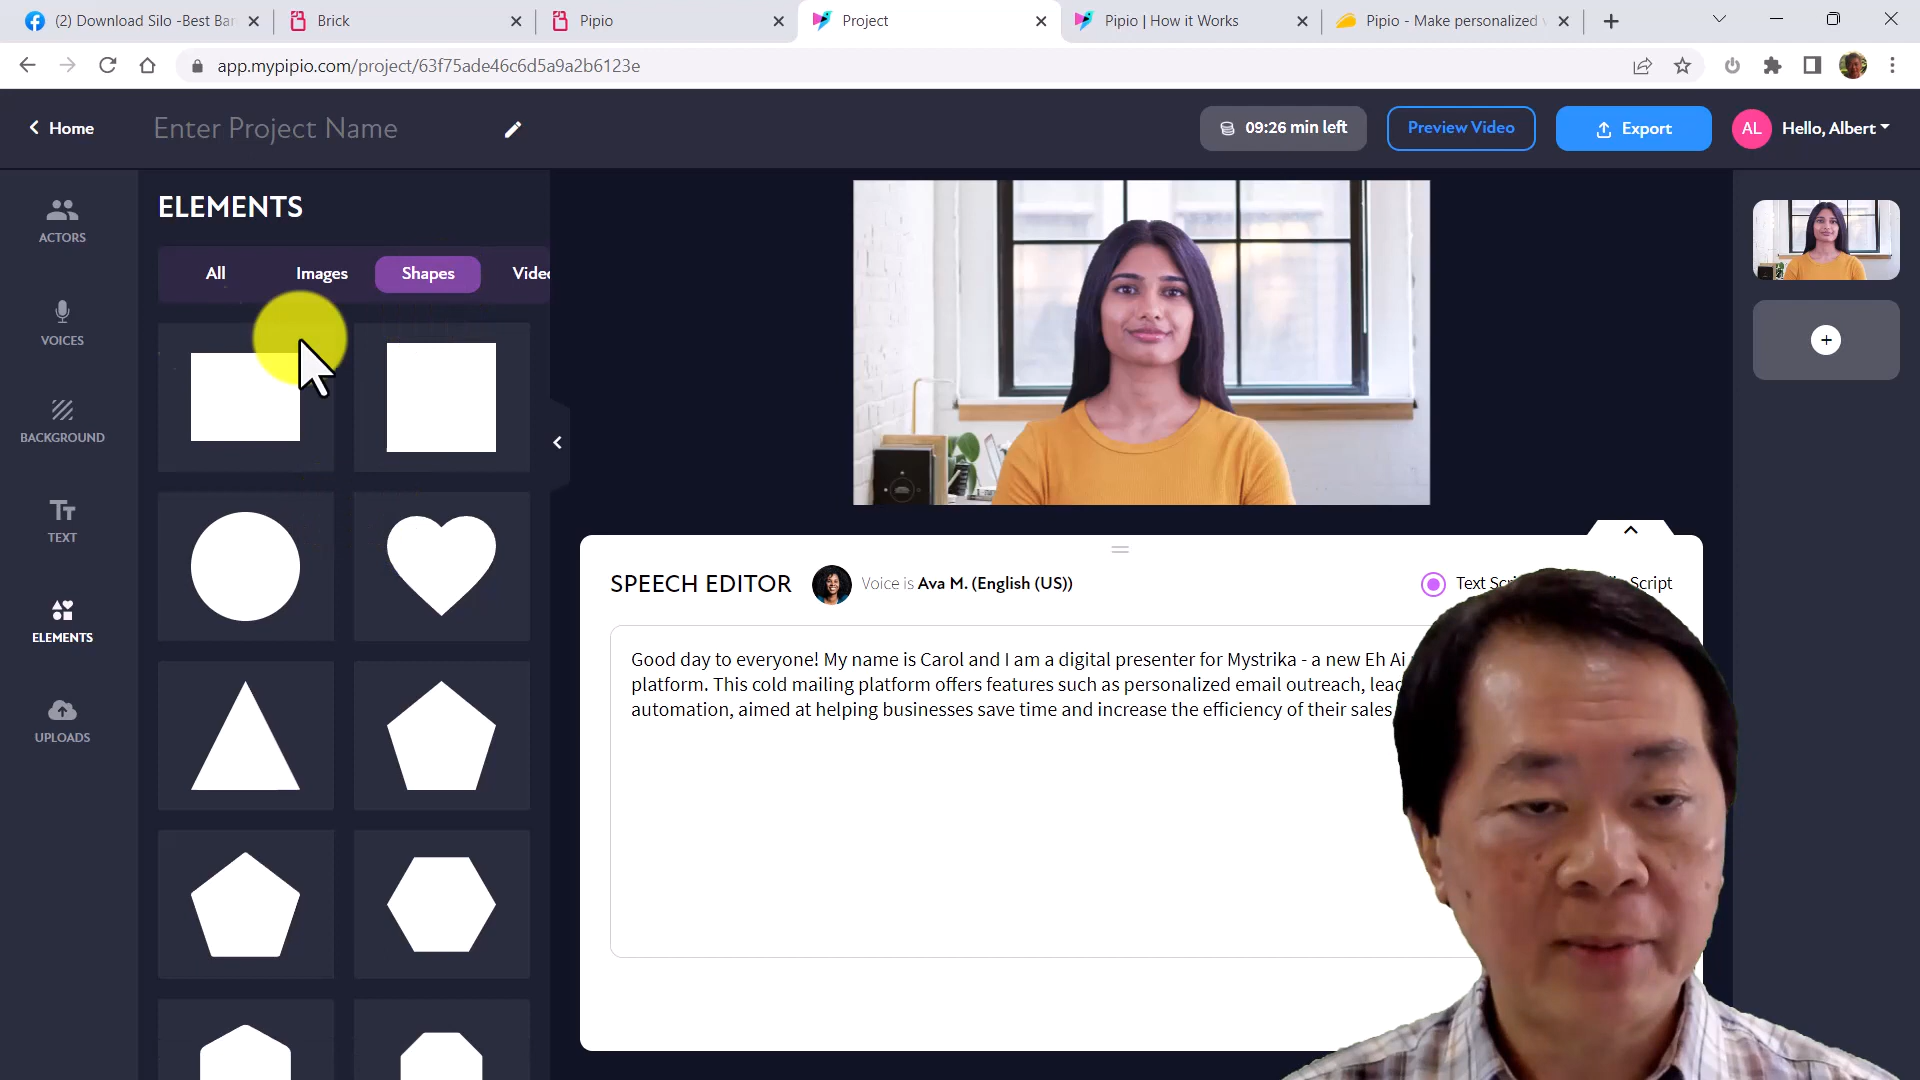 (2) Download Silo -Best Bar
Brick
Pipio
Project
Pipio | How it Works
Pipio - Make personalized
app.mypipio.com/project/63f75ade46c6d5a9a2b6123e
Home
Enter Project Name
09:26 min left
Preview Video
Export
AL
Hello, Albert
ACTORS
VOICES
BACKGROUND
TEXT
ELEMENTS
UPLOADS
ELEMENTS
All
Images
Shapes
SPEECH EDITOR
Voice is Ava M. (English (US))
Text
Script
Good day to everyone! My name is Carol and I am a digital presenter for Mystrika - a new Eh Ai
platform. This cold mailing platform offers features such as personalized email outreach,
automation, aimed at helping businesses save time and increase the efficiency of their sales